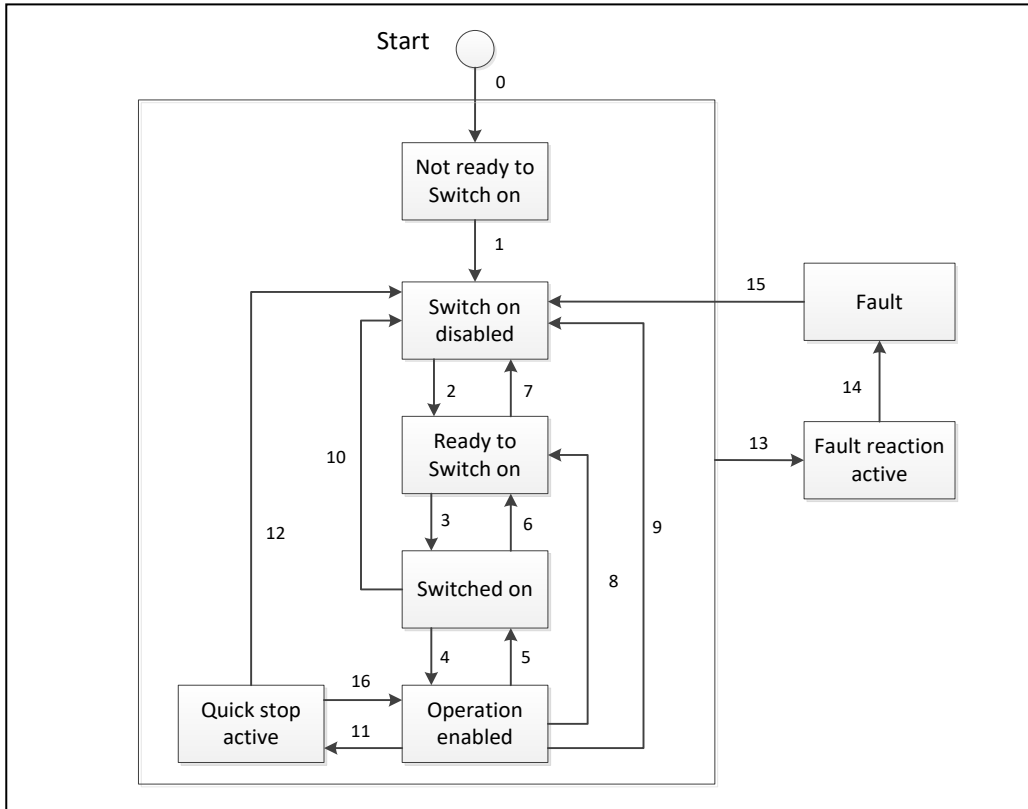 Start
0
Not ready to
Switch on
1
15
Switch on
disabled
Fault
2
7
14
Ready to
Switch on
10
13
Fault reaction
active
3
6
12
9
Switched on
8
4
5
16
Quick stop
active
11
Operation
enabled